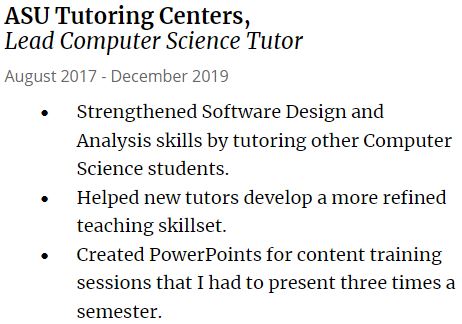 ASU Tutoring Centers,
Lead Computer Science Tutor
August 2017 - December 2019
• Strengthened Software Design and
Analysis skills by tutoring other Computer
Science students.
• Helped new tutors develop a more refined
teaching skillset.
• Created PowerPoints for content training
sessions that I had to present three times a
semester.